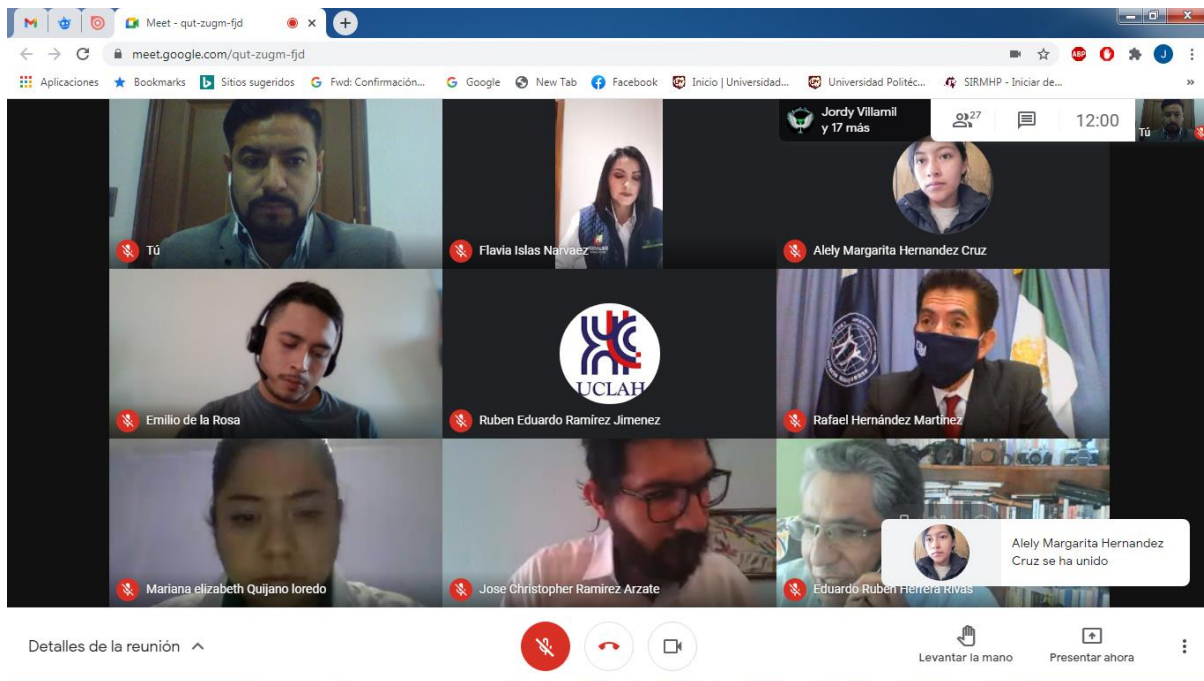 Meet - qut-zugm-fjd
meet.google.com/qut-zugm-fjd
ABP
J
Aplicaciones
Bookmarks
Sitios sugeridos
Fwd: Confirmación...
Google
New Tab
Facebook
Inicio | Universidad...
Universidad Politéc...
SIRMHP - Iniciar de...
»
Jordy Villamil
y 17 más
27
12:00
Tú
Tú
Flavia Islas Narvaez
Alely Margarita Hernandez Cruz
Emilio de la Rosa
UCLAH
Ruben Eduardo Ramírez Jimenez
Rafael Hernández Martínez
Mariana elizabeth Quijano loredo
Jose Christopher Ramirez Arzate
Eduardo Ruben Herrera Rivas
Alely Margarita Hernandez
Cruz se ha unido
Detalles de la reunión
Levantar la mano
Presentar ahora